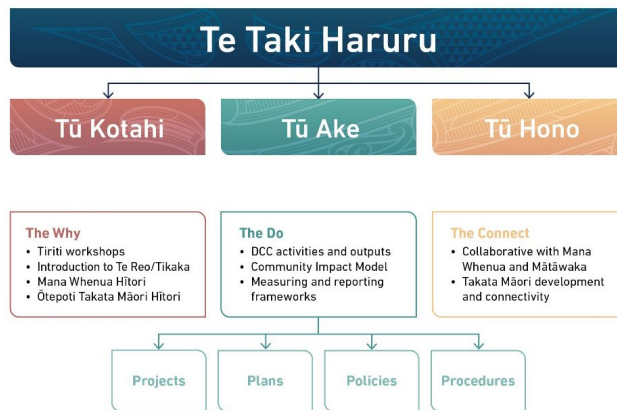 Te Taki Haruru
Tū Kotahi
Tū Ake
Tū Hono
The Why
• Tiriti workshops
• Introduction to Te Reo/Tikaka
• Mana Whenua Hītori
• Ōtepoti Takata Māori Hītori
The Do
• DCC activities and outputs
• Community Impact Model
• Measuring and reporting
frameworks
The Connect
• Collaborative with Mana
Whenua and Mātāwaka
• Takata Māori development
and connectivity
Projects
Plans
Policies
Procedures